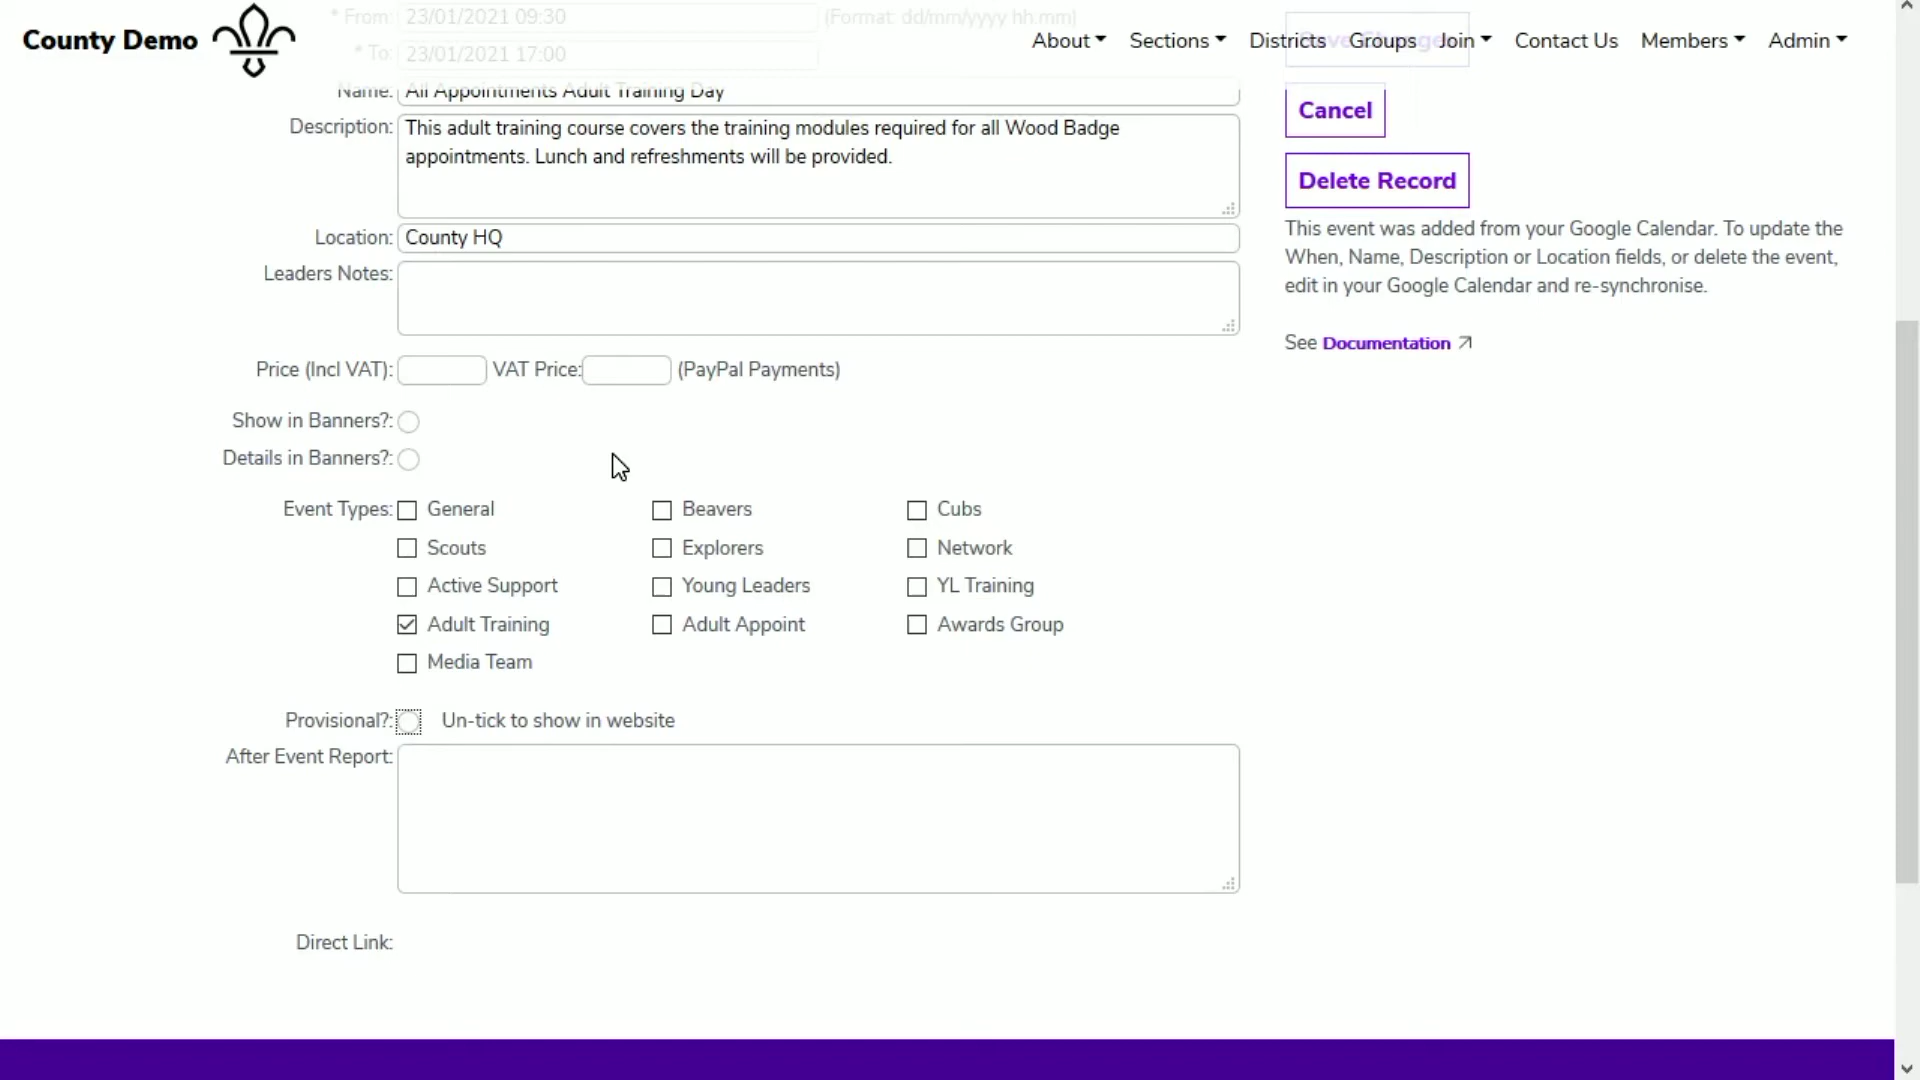 * From: 23/01/2021 09:30 (Format: dd/mm/yyyy hh.mm)
County Demo
About Sections Districts Groups Join Contact Us Members Admin
Save Changes
* To: 23/01/2021 17:00
Name: All Appointments Adult Training Day
Cancel
Description: This adult training course covers the training modules required for all Wood Badge
appointments. Lunch and refreshments will be provided.
Delete Record
This event was added from your Google Calendar. To update the
When, Name, Description or Location fields, or delete the event,
edit in your Google Calendar and re-synchronise.
Location: County HQ
Leaders Notes:
See Documentation
Price (Incl VAT): VAT Price: (PayPal Payments)
Show in Banners?:
Details in Banners?:
Event Types: General Beavers Cubs
Scouts Explorers Network
Active Support Young Leaders YL Training
Adult Training Adult Appoint Awards Group
Media Team
Provisional?: Un-tick to show in website
After Event Report:
Direct Link: